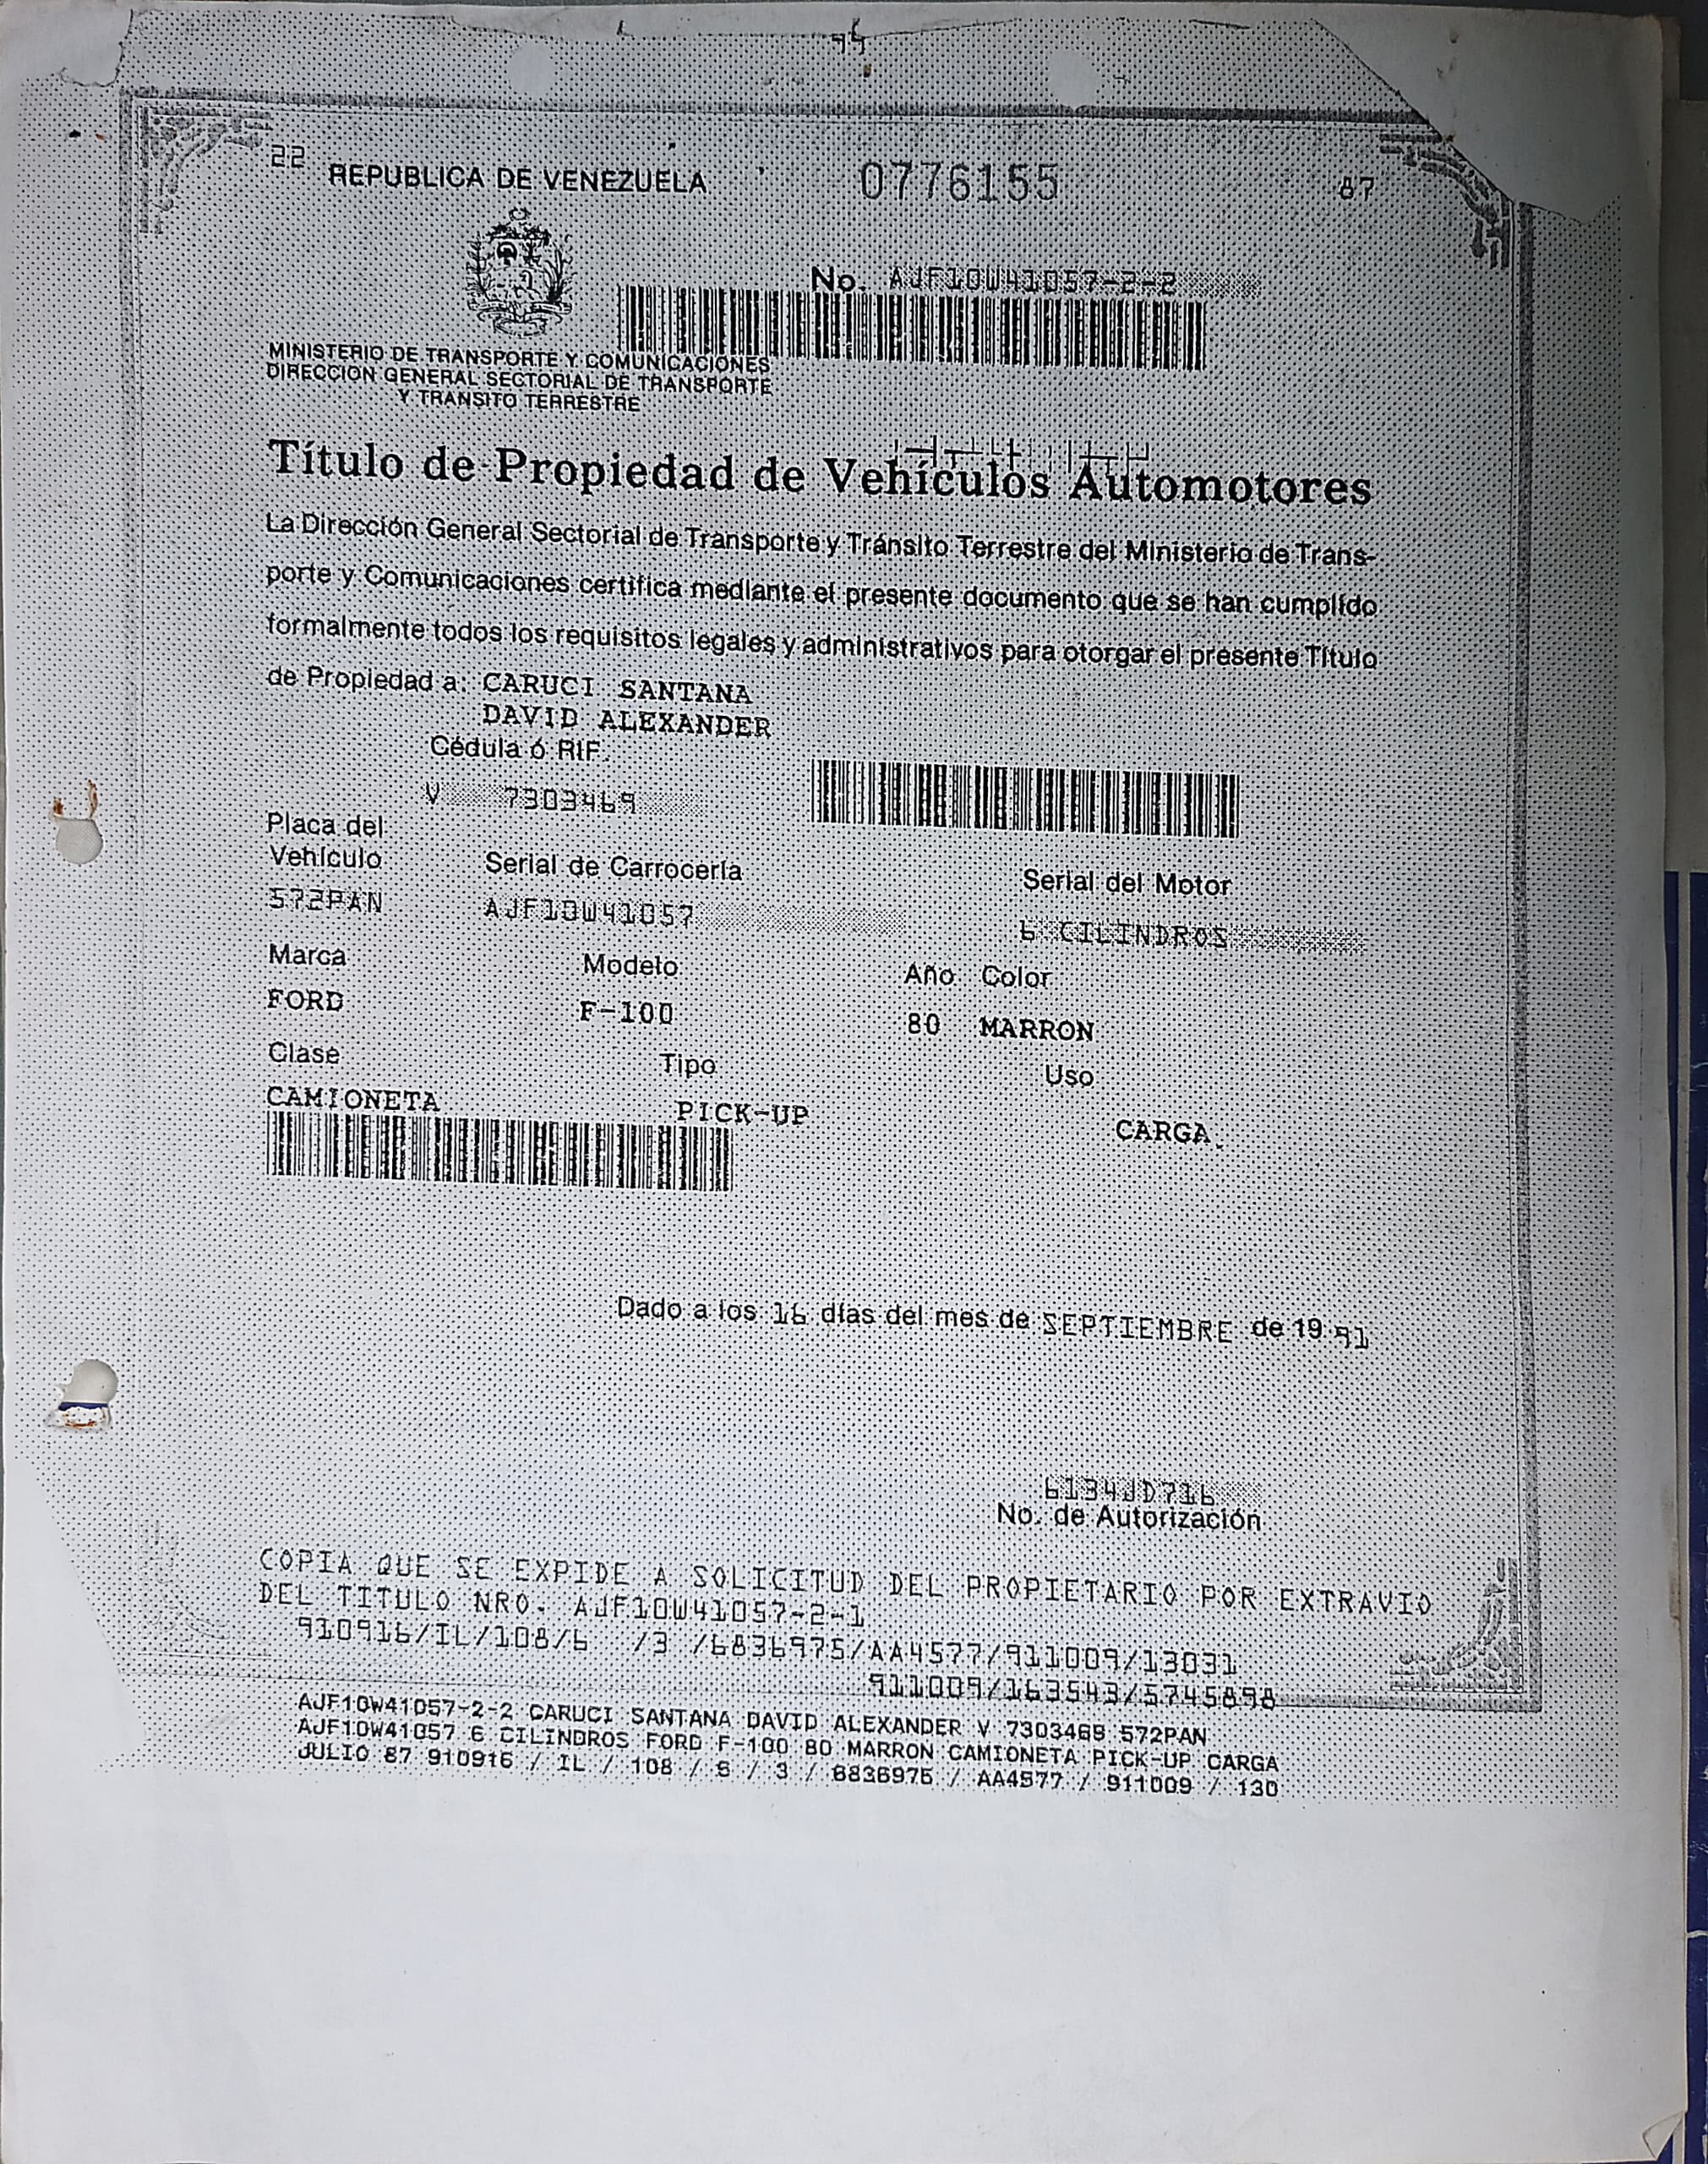 94
22
REPUBLICA DE VENEZUELA
0776155
87
No. AJF10W41057-2-2
MINISTERIO DE TRANSPORTE Y COMUNICACIONES
DIRECCION GENERAL SECTORIAL DE TRANSPORTE
Y TRANSITO TERRESTRE
Título de Propiedad de Vehículos Automotores
La Dirección General Sectorial de Transporte y Tránsito Terrestre del Ministerio de Trans-
porte y Comunicaciones certifica mediante el presente documento que se han cumplido
formalmente todos los requisitos legales y administrativos para otorgar el presente Título
de Propiedad a: CARUCI SANTANA
DAVID ALEXANDER
Cédula ó RIF.
V 7303469
Placa del
Vehículo Serial de Carrocería Serial del Motor
572PAN AJF10W41057 6 CILINDROS
Marca Modelo Año Color
FORD F-100 80 MARRON
Clase Tipo Uso
CAMIONETA PICK-UP CARGA
Dado a los 16 días del mes de SEPTIEMBRE de 19 91
6134JD716
No. de Autorización
COPIA QUE SE EXPIDE A SOLICITUD DEL PROPIETARIO POR EXTRAVIO
DEL TITULO NRO. AJF10W41057-2-1
910916/IL/108/6 /3 /6836975/AA4577/911009/13031
911009/163543/5745898
AJF10W41057-2-2 CARUCI SANTANA DAVID ALEXANDER V 7303469 572PAN
AJF10W41057 6 CILINDROS FORD F-100 80 MARRON CAMIONETA PICK-UP CARGA
JULIO 87 910916 / IL / 108 / 6 / 3 / 6836975 / AA4577 / 911009 / 130